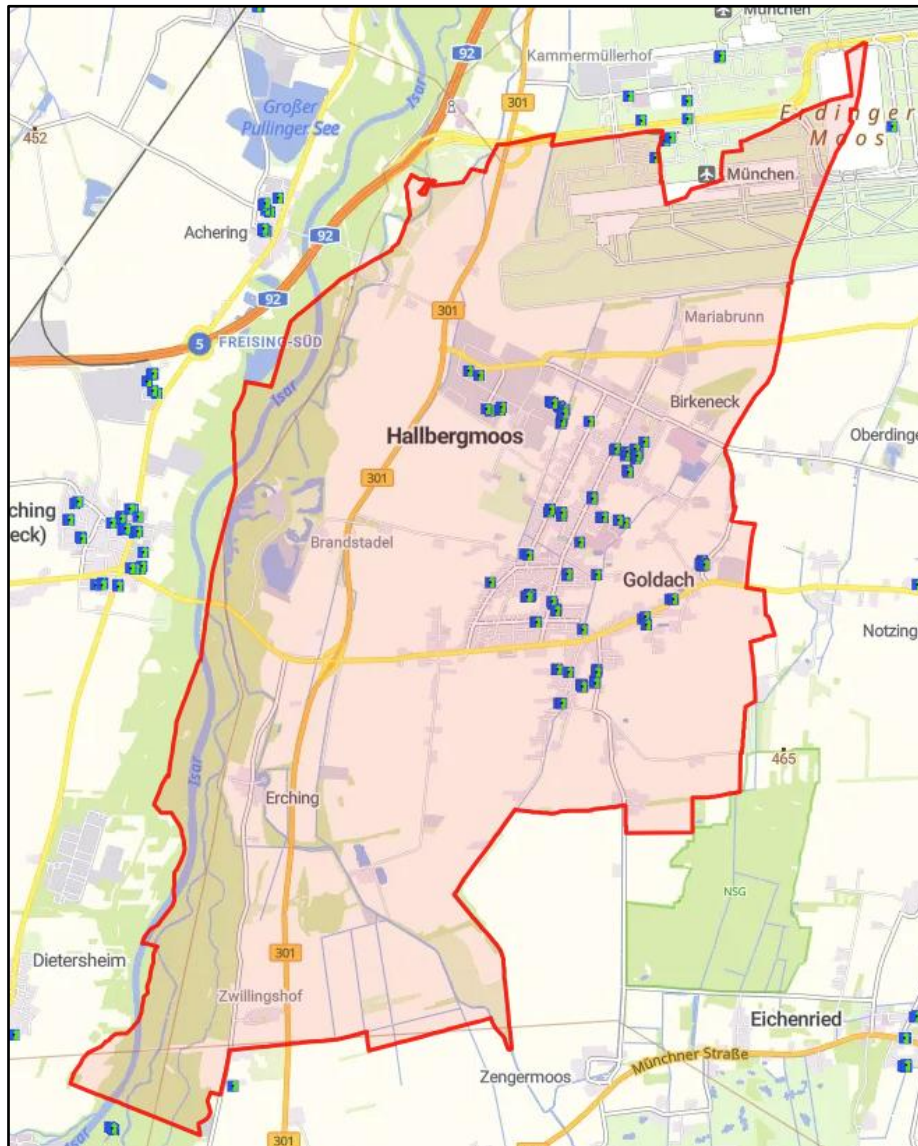 München
92
Kammermüllerhof
Isar
301
Großer
Pullinger See
Erdinger
Moos
452
München
Achering
92
92
301
Mariabrunn
5
FREISING-SÜD
Isar
Birkeneck
Hallbergmoos
Oberdinge
301
ching
eck)
Brandstadel
Goldach
Notzing
Isar
465
Erching
NSG
301
Dietersheim
Zwillingshof
Eichenried
Münchner Straße
Zengermoos
Isar
301